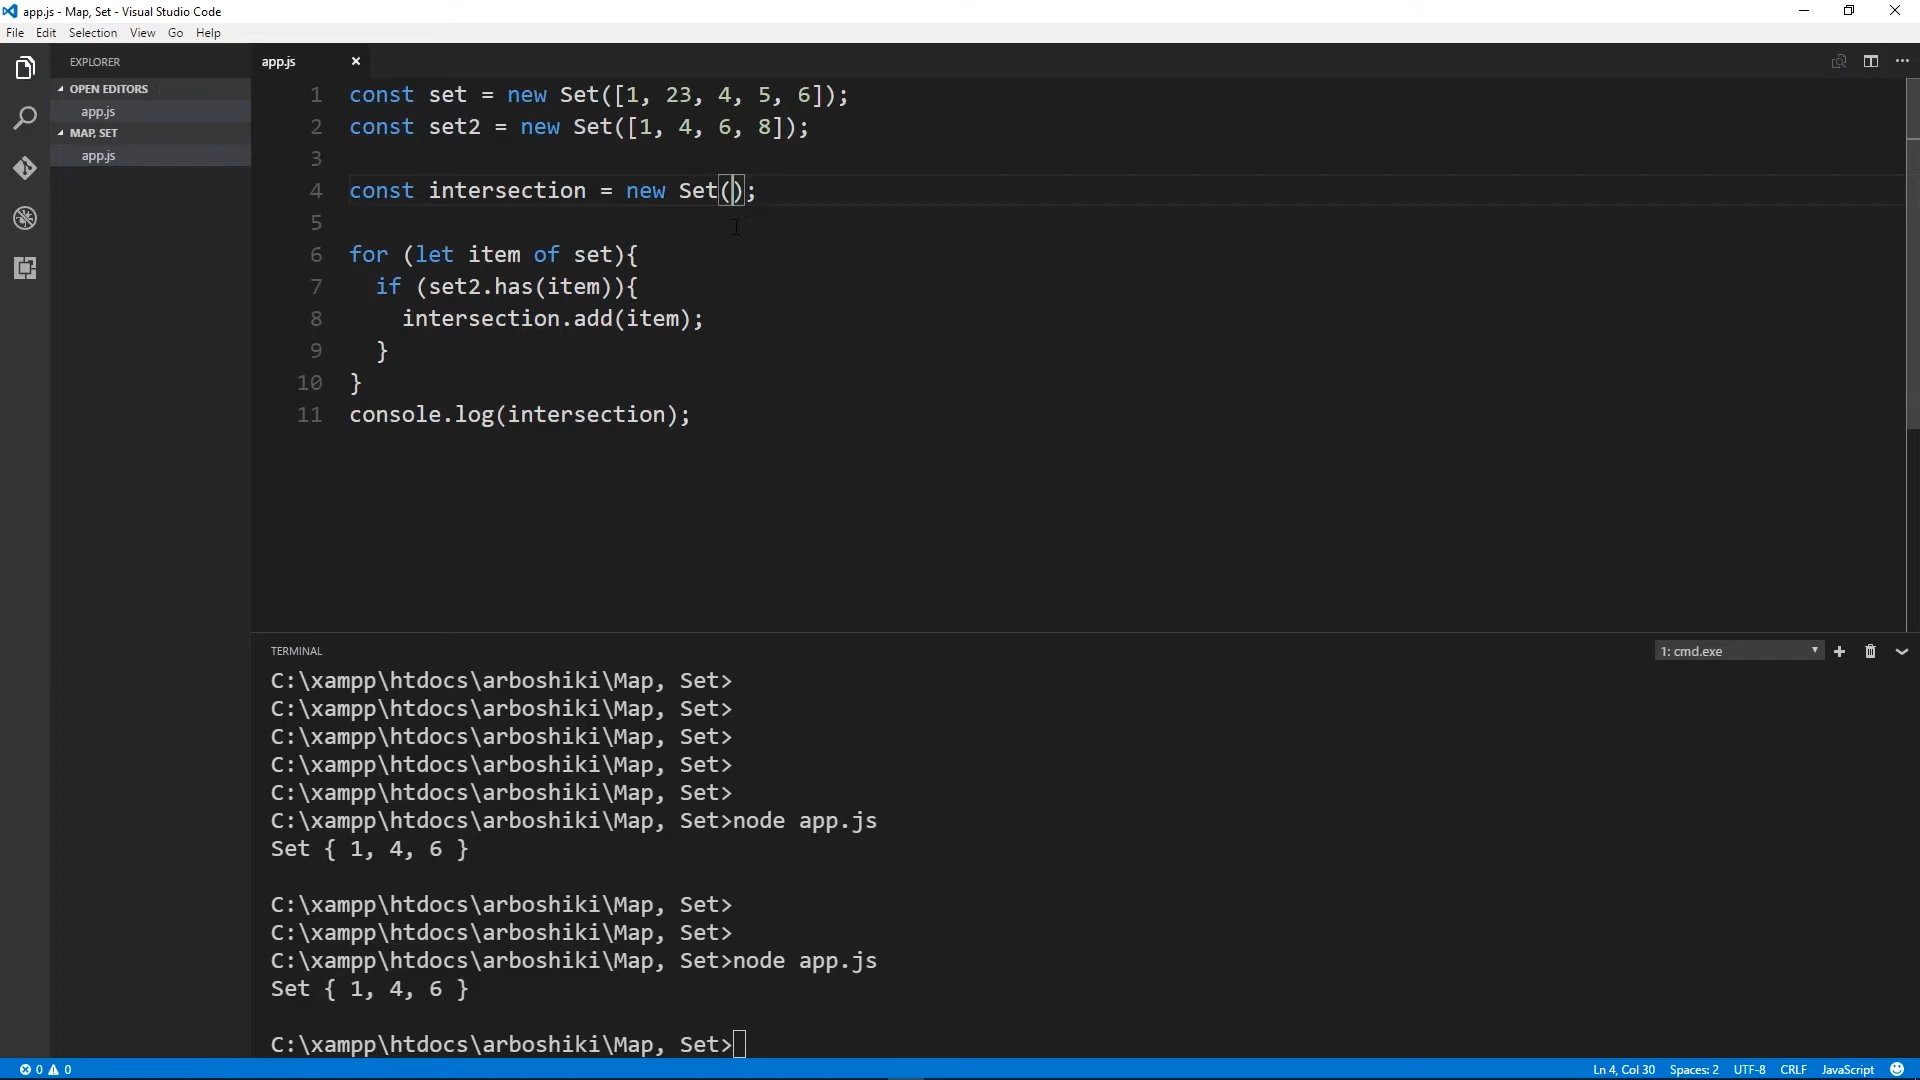 app.js - Map, Set - Visual Studio Code
File Edit Selection View Go Help
EXPLORER
OPEN EDITORS
app.js
MAP, SET
app.js
app.js
1 const set = new Set([1, 23, 4, 5, 6]);
2 const set2 = new Set([1, 4, 6, 8]);
3
4 const intersection = new Set();
5
6 for (let item of set){
7 if (set2.has(item)){
8 intersection.add(item);
9 }
10 }
11 console.log(intersection);
TERMINAL
1: cmd.exe
C:\xampp\htdocs\arboshiki\Map, Set>
C:\xampp\htdocs\arboshiki\Map, Set>
C:\xampp\htdocs\arboshiki\Map, Set>
C:\xampp\htdocs\arboshiki\Map, Set>
C:\xampp\htdocs\arboshiki\Map, Set>
C:\xampp\htdocs\arboshiki\Map, Set>node app.js
Set { 1, 4, 6 }
C:\xampp\htdocs\arboshiki\Map, Set>
C:\xampp\htdocs\arboshiki\Map, Set>
C:\xampp\htdocs\arboshiki\Map, Set>node app.js
Set { 1, 4, 6 }
C:\xampp\htdocs\arboshiki\Map, Set>
0 0
Ln 4, Col 30 Spaces: 2 UTF-8 CRLF JavaScript